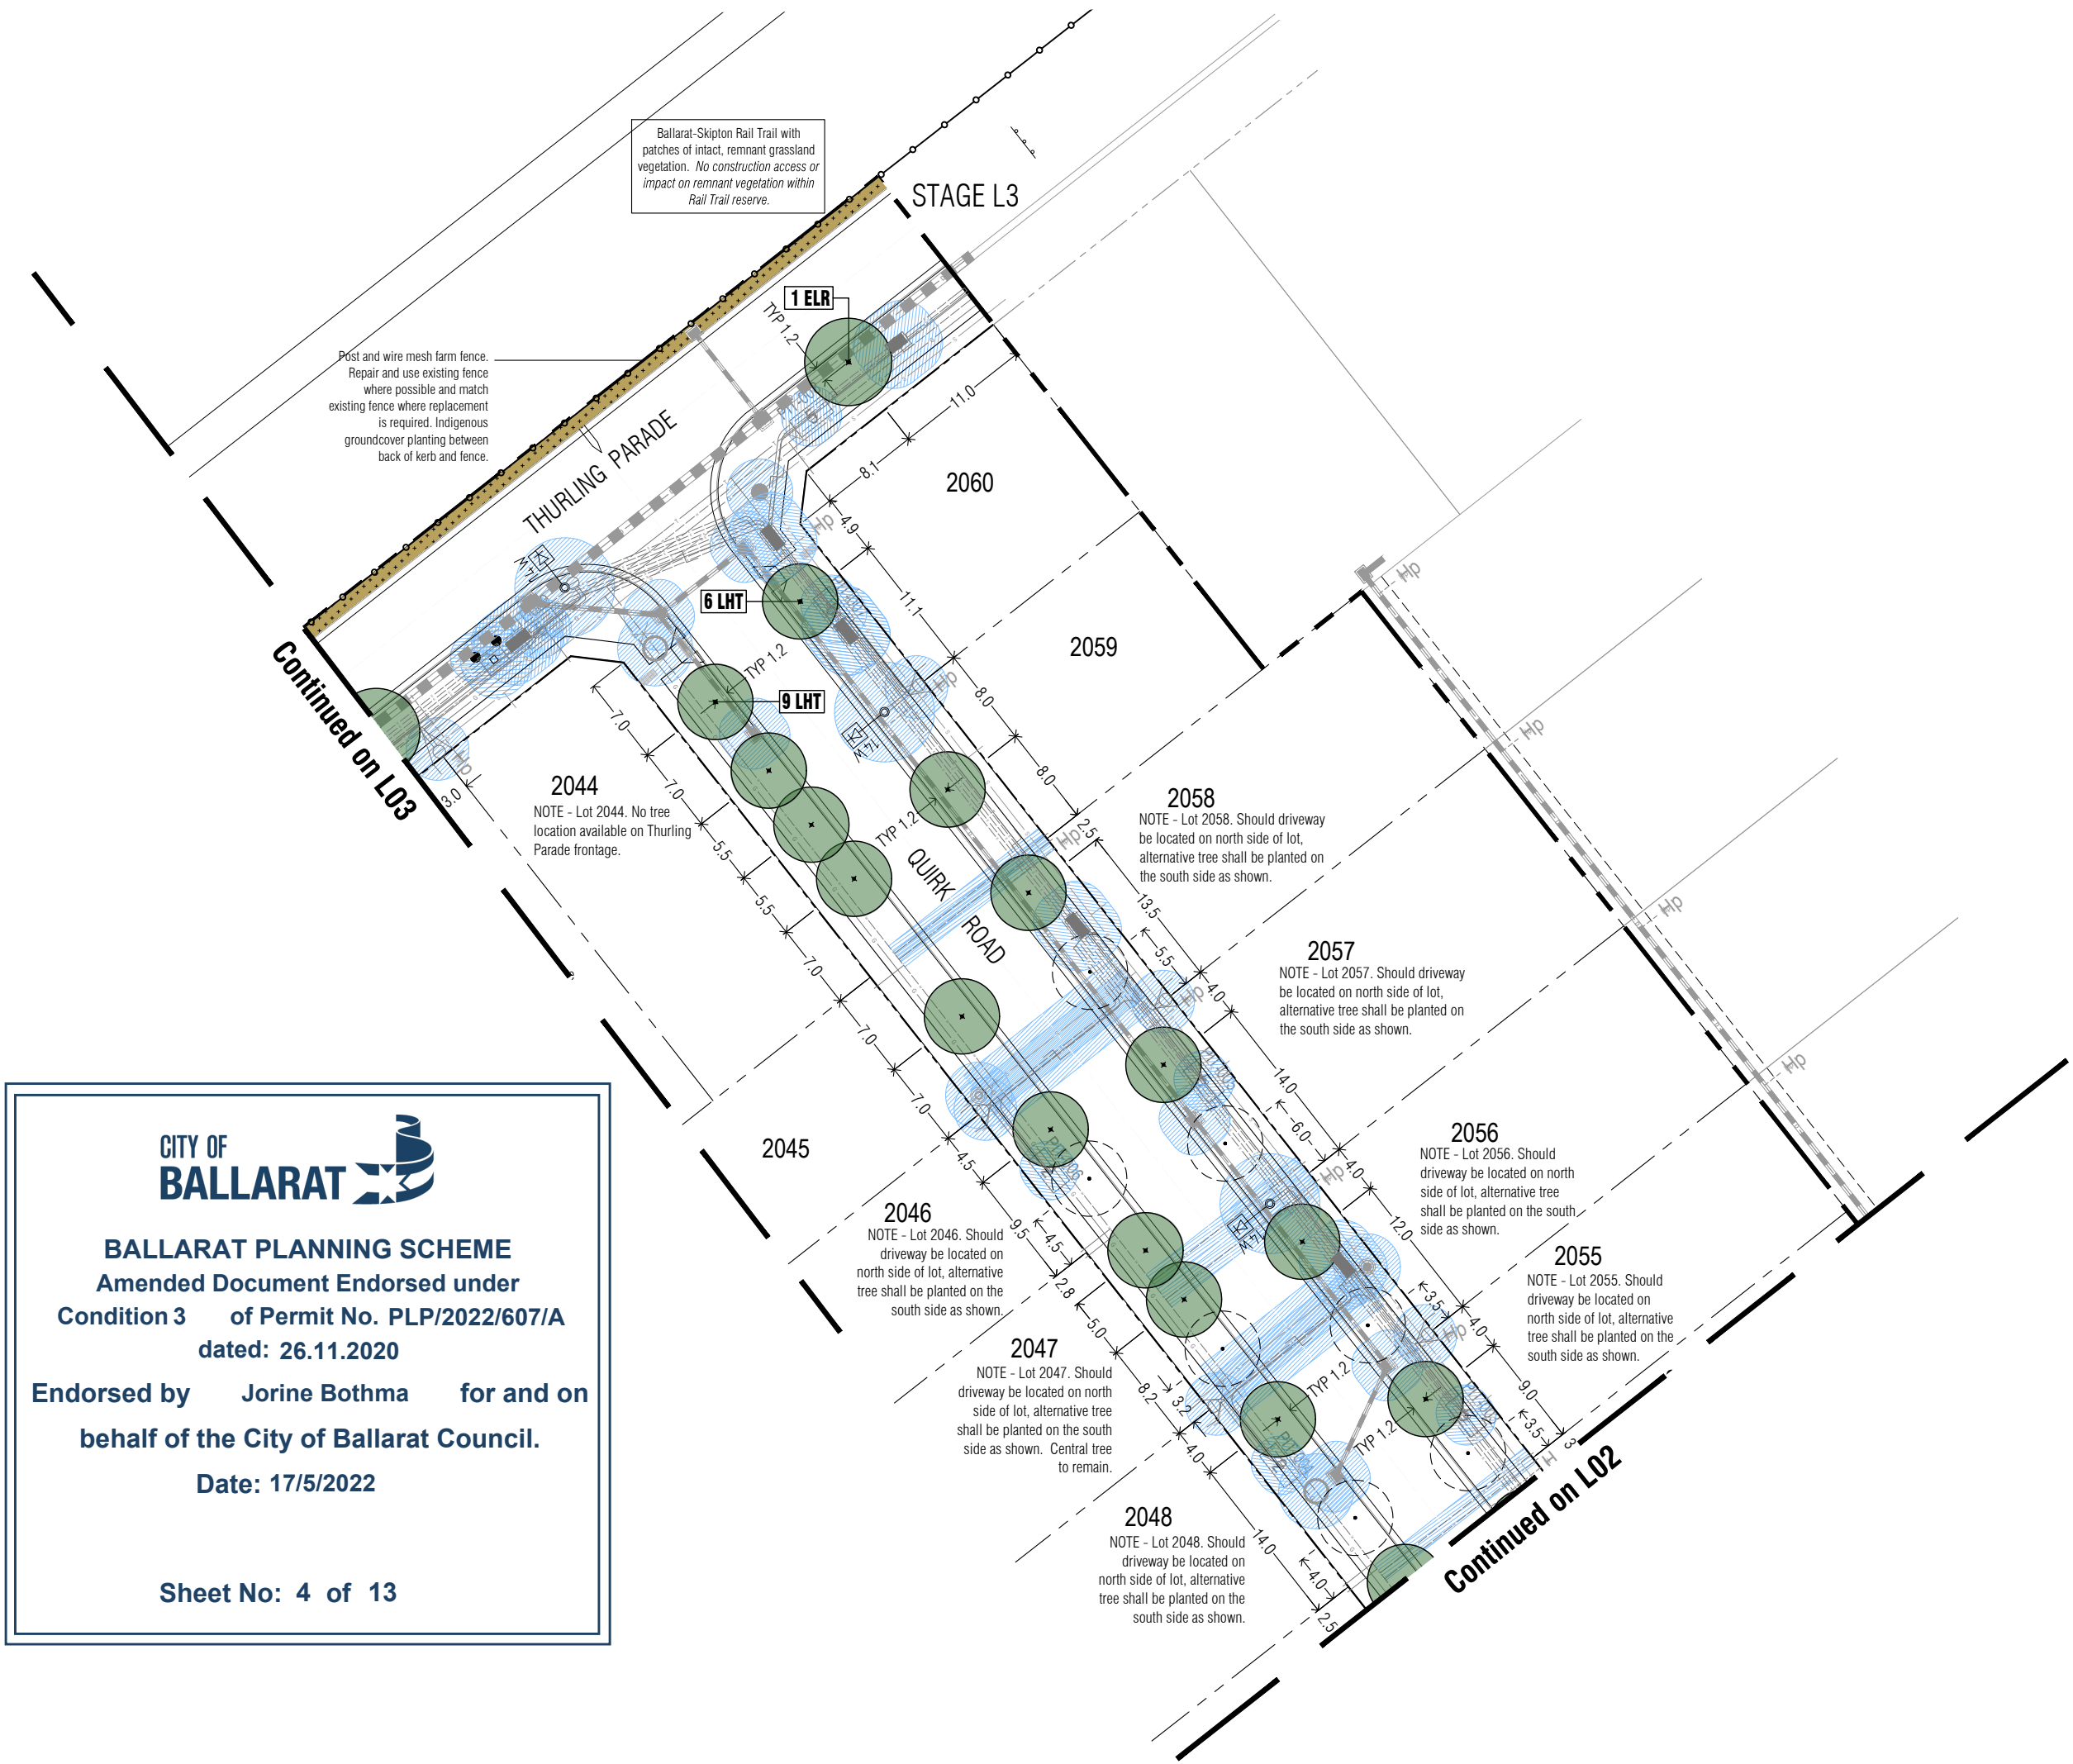 Ballarat-Skipton Rail Trail with
patches of intact, remnant grassland
vegetation. No construction access or
impact on remnant vegetation within
Rail Trail reserve.
STAGE L3
1 ELR
TYP 1.2
Post and wire mesh farm fence.
Repair and use existing fence
where possible and match
existing fence where replacement
is required. Indigenous
groundcover planting between
back of kerb and fence.
THURLING PARADE
11.0
8.1
2060
4.9
Hp
14W
6 LHT
11.1
Hp
2059
TYP 1.2
9 LHT
Hp
8.0
14W
Hp
Continued on L03
Hp
3.0
7.0
7.0
5.5
5.5
7.0
7.0
7.0
2044
NOTE - Lot 2044. No tree
location available on Thurling
Parade frontage.
TYP 1.2
QUIRK ROAD
8.0
2.5
Hp
2058
NOTE - Lot 2058. Should driveway
be located on north side of lot,
alternative tree shall be planted on
the south side as shown.
Hp
13.5
5.5
4.0
Hp
2057
NOTE - Lot 2057. Should driveway
be located on north side of lot,
alternative tree shall be planted on
the south side as shown.
Hp
14.0
6.0
4.0
Hp
14W
2056
NOTE - Lot 2056. Should
driveway be located on north
side of lot, alternative tree
shall be planted on the south
side as shown.
12.0
3.5
4.0
Hp
2055
NOTE - Lot 2055. Should
driveway be located on
north side of lot, alternative
tree shall be planted on the
south side as shown.
9.0
3.5
3
H
2045
4.5
9.5
4.5
2.8
2046
NOTE - Lot 2046. Should
driveway be located on
north side of lot, alternative
tree shall be planted on the
south side as shown.
5.0
8.2
3.2
4.0
2047
NOTE - Lot 2047. Should
driveway be located on north
side of lot, alternative tree
shall be planted on the south
side as shown. Central tree
to remain.
TYP 1.2
TYP 1.2
Continued on L02
2048
NOTE - Lot 2048. Should
driveway be located on
north side of lot, alternative
tree shall be planted on the
south side as shown.
14.0
4.0
2.5
CITY OF
BALLARAT
BALLARAT PLANNING SCHEME
Amended Document Endorsed under
Condition 3 of Permit No. PLP/2022/607/A
dated: 26.11.2020
Endorsed by Jorine Bothma for and on
behalf of the City of Ballarat Council.
Date: 17/5/2022
Sheet No: 4 of 13